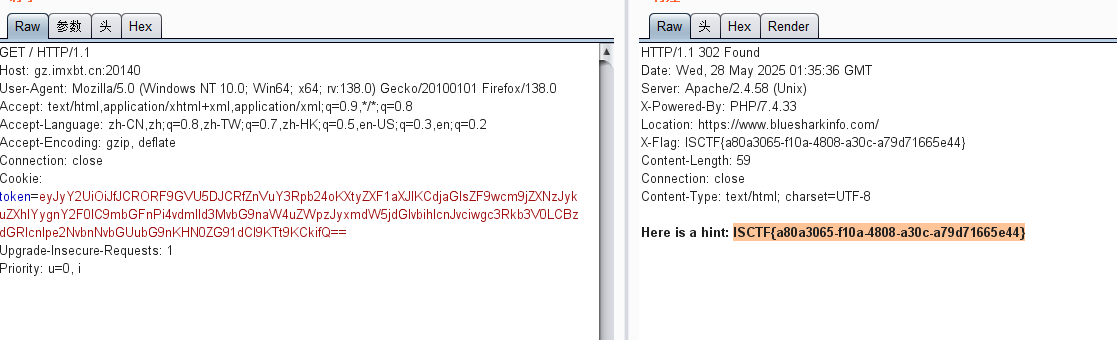 Raw 参数 头 Hex
GET / HTTP/1.1
Host: gz.imxbt.cn:20140
User-Agent: Mozilla/5.0 (Windows NT 10.0; Win64; x64; rv:138.0) Gecko/20100101 Firefox/138.0
Accept: text/html,application/xhtml+xml,application/xml;q=0.9,*/*;q=0.8
Accept-Language: zh-CN,zh;q=0.8,zh-TW;q=0.7,zh-HK;q=0.5,en-US;q=0.3,en;q=0.2
Accept-Encoding: gzip, deflate
Connection: close
Cookie:
Upgrade-Insecure-Requests: 1
Priority: u=0, i
Raw 头 Hex Render
HTTP/1.1 302 Found
Date: Wed, 28 May 2025 01:35:36 GMT
Server: Apache/2.4.58 (Unix)
X-Powered-By: PHP/7.4.33
Location: https://www.bluesharkinfo.com/
X-Flag: ISCTF{a80a3065-f10a-4808-a30c-a79d71665e44}
Content-Length: 59
Connection: close
Content-Type: text/html; charset=UTF-8
Here is a hint: ISCTF{a80a3065-f10a-4808-a30c-a79d71665e44}